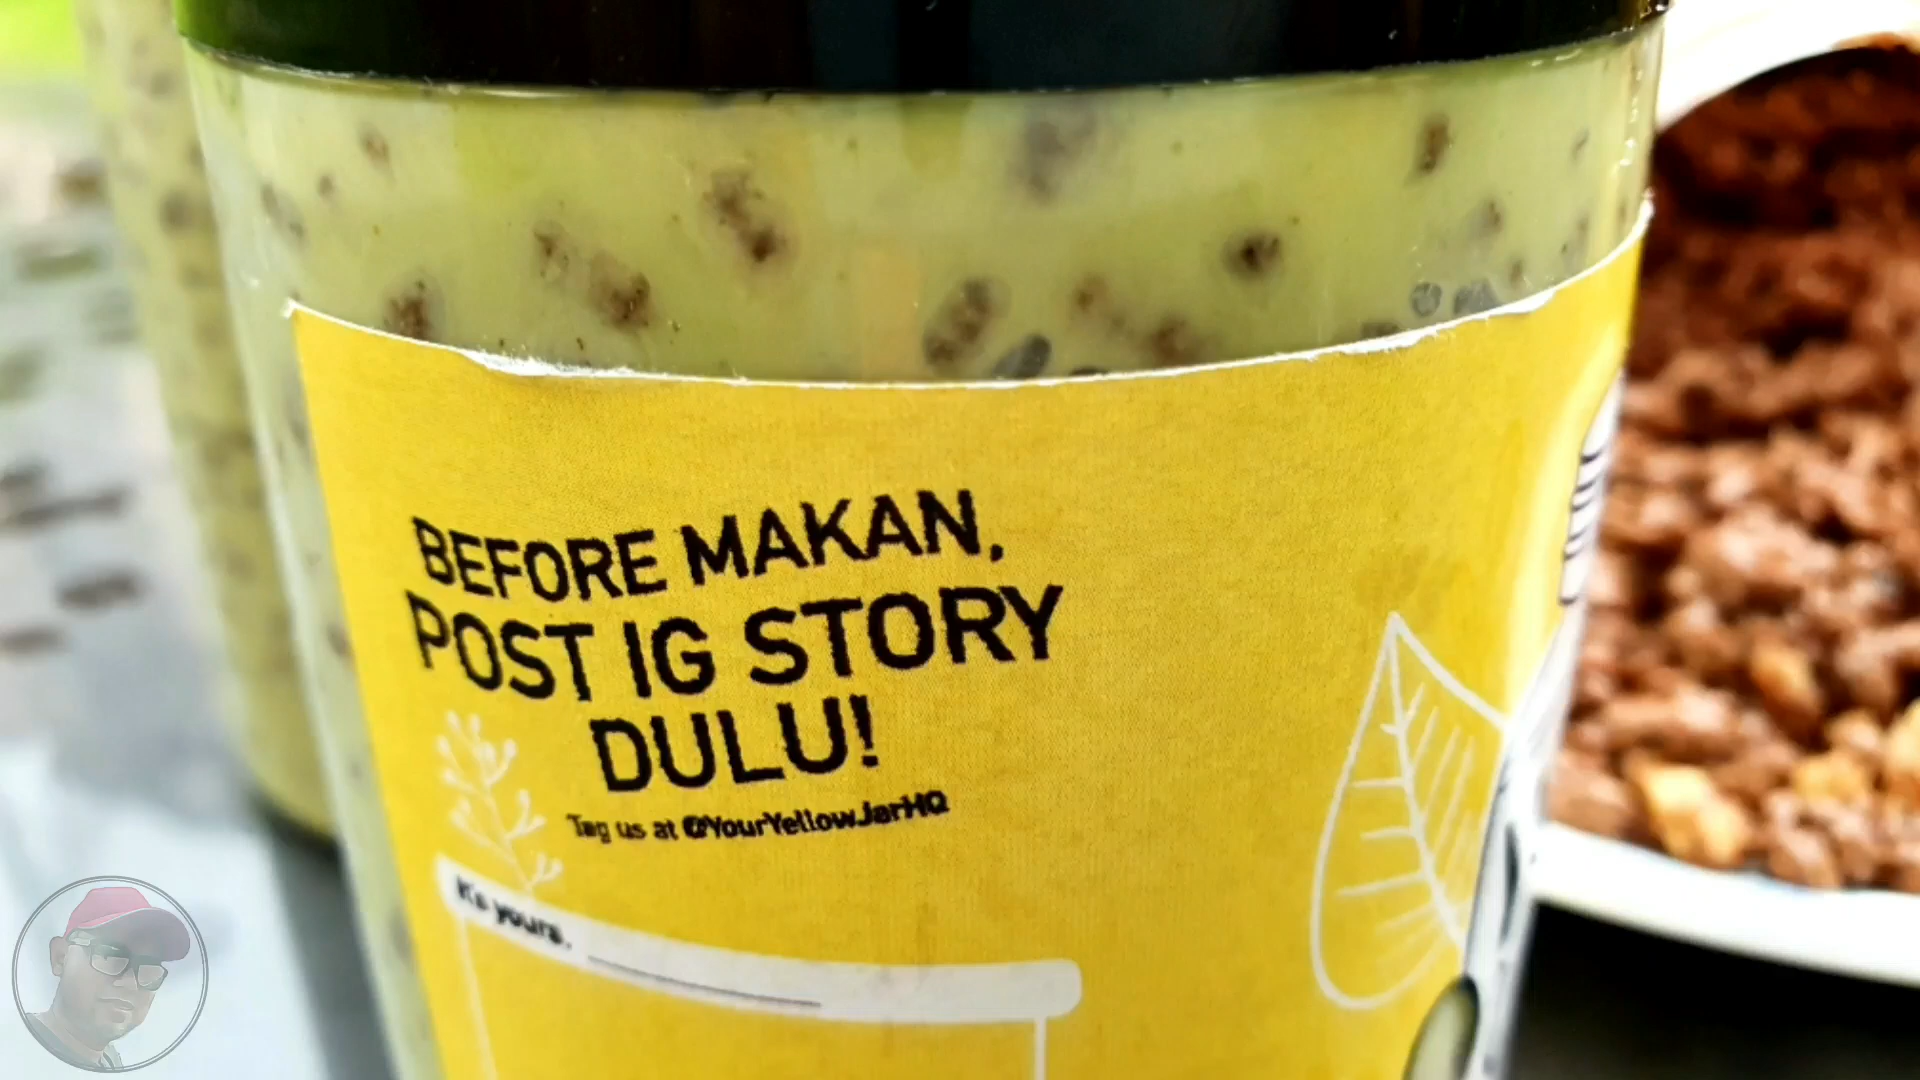 BEFORE MAKAN,
POST IG STORY
DULU!
Tag us at @YourYellowJarHQ
It's yours.